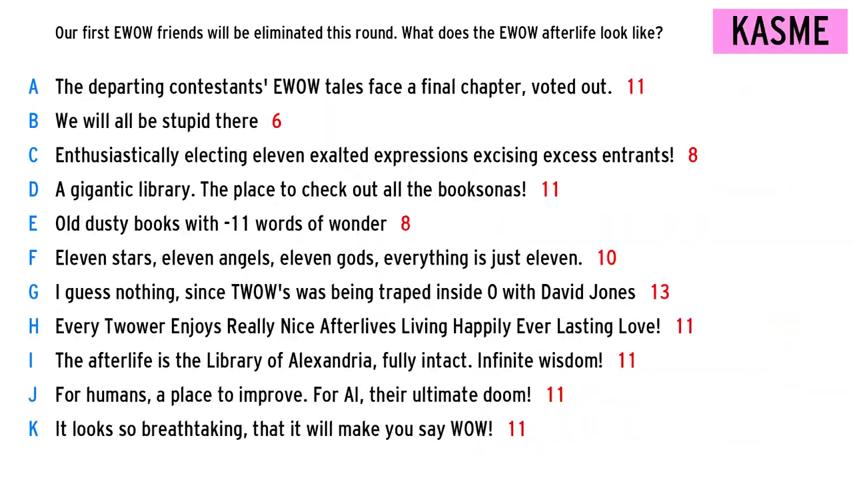 Our first EWOW friends will be eliminated this round. What does the EWOW afterlife look like?
KASME
A The departing contestants' EWOW tales face a final chapter, voted out. 11
B We will all be stupid there 6
C Enthusiastically electing eleven exalted expressions excising excess entrants! 8
D A gigantic library. The place to check out all the booksonas! 11
E Old dusty books with -11 words of wonder 8
F Eleven stars, eleven angels, eleven gods, everything is just eleven. 10
G I guess nothing, since TWOW's was being traped inside O with David Jones 13
H Every Twower Enjoys Really Nice Afterlives Living Happily Ever Lasting Love! 11
I The afterlife is the Library of Alexandria, fully intact. Infinite wisdom! 11
J For humans, a place to improve. For AI, their ultimate doom! 11
K It looks so breathtaking, that it will make you say WOW! 11